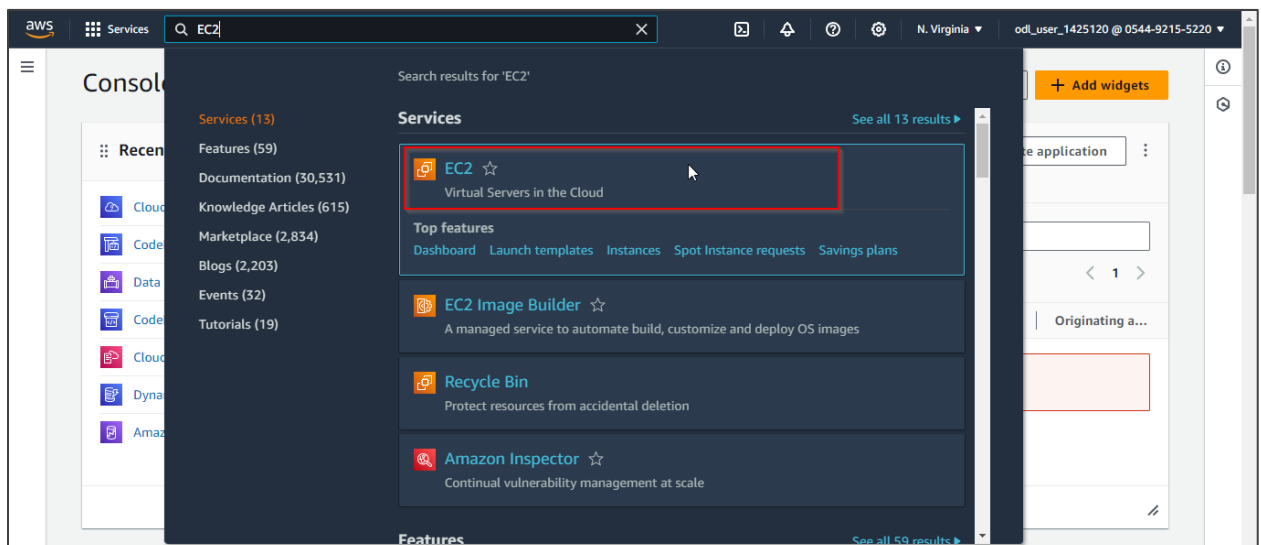 aws
Services
EC2
N. Virginia
odl_user_1425120 @ 0544-9215-5220
Search results for 'EC2'
Services (13)
Features (59)
Documentation (30,531)
Knowledge Articles (615)
Marketplace (2,834)
Blogs (2,203)
Events (32)
Tutorials (19)
Services
See all 13 results
EC2
Virtual Servers in the Cloud
Top features
Dashboard Launch templates Instances Spot Instance requests Savings plans
EC2 Image Builder
A managed service to automate build, customize and deploy OS images
Recycle Bin
Protect resources from accidental deletion
Amazon Inspector
Continual vulnerability management at scale
Features
See all 59 results
Consol
Recen
Cloud
Code
Data
Code
Cloud
Dyna
Amaz
+ Add widgets
te application
1
Originating a...